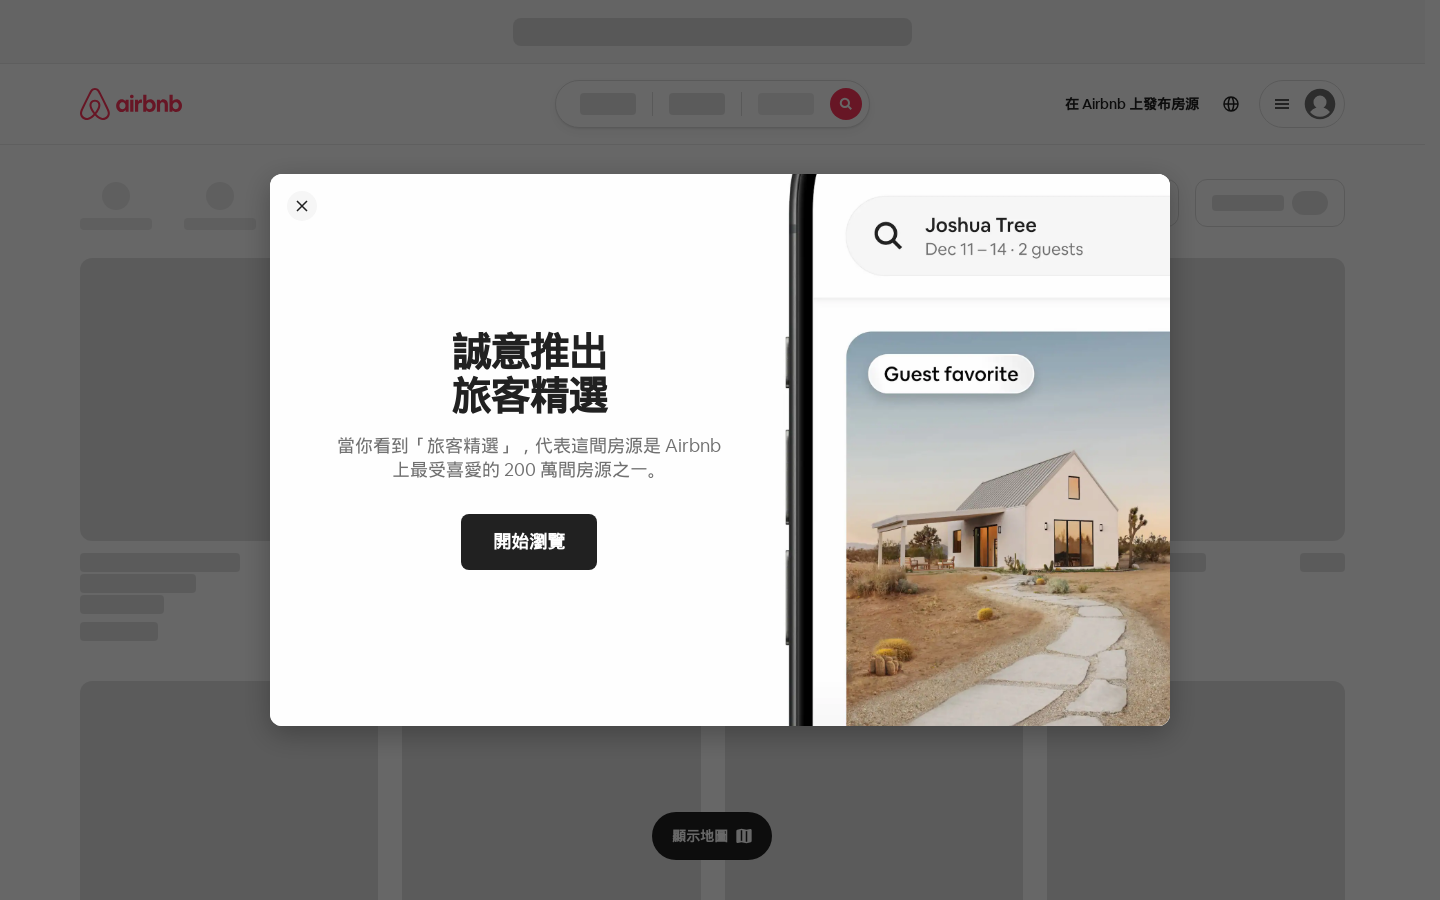 airbnb
在 Airbnb 上發布房源
誠意推出
旅客精選
當你看到「旅客精選」，代表這間房源是 Airbnb
上最受喜愛的 200 萬間房源之一。
開始瀏覽
Joshua Tree
Dec 11 – 14 · 2 guests
Guest favorite
顯示地圖